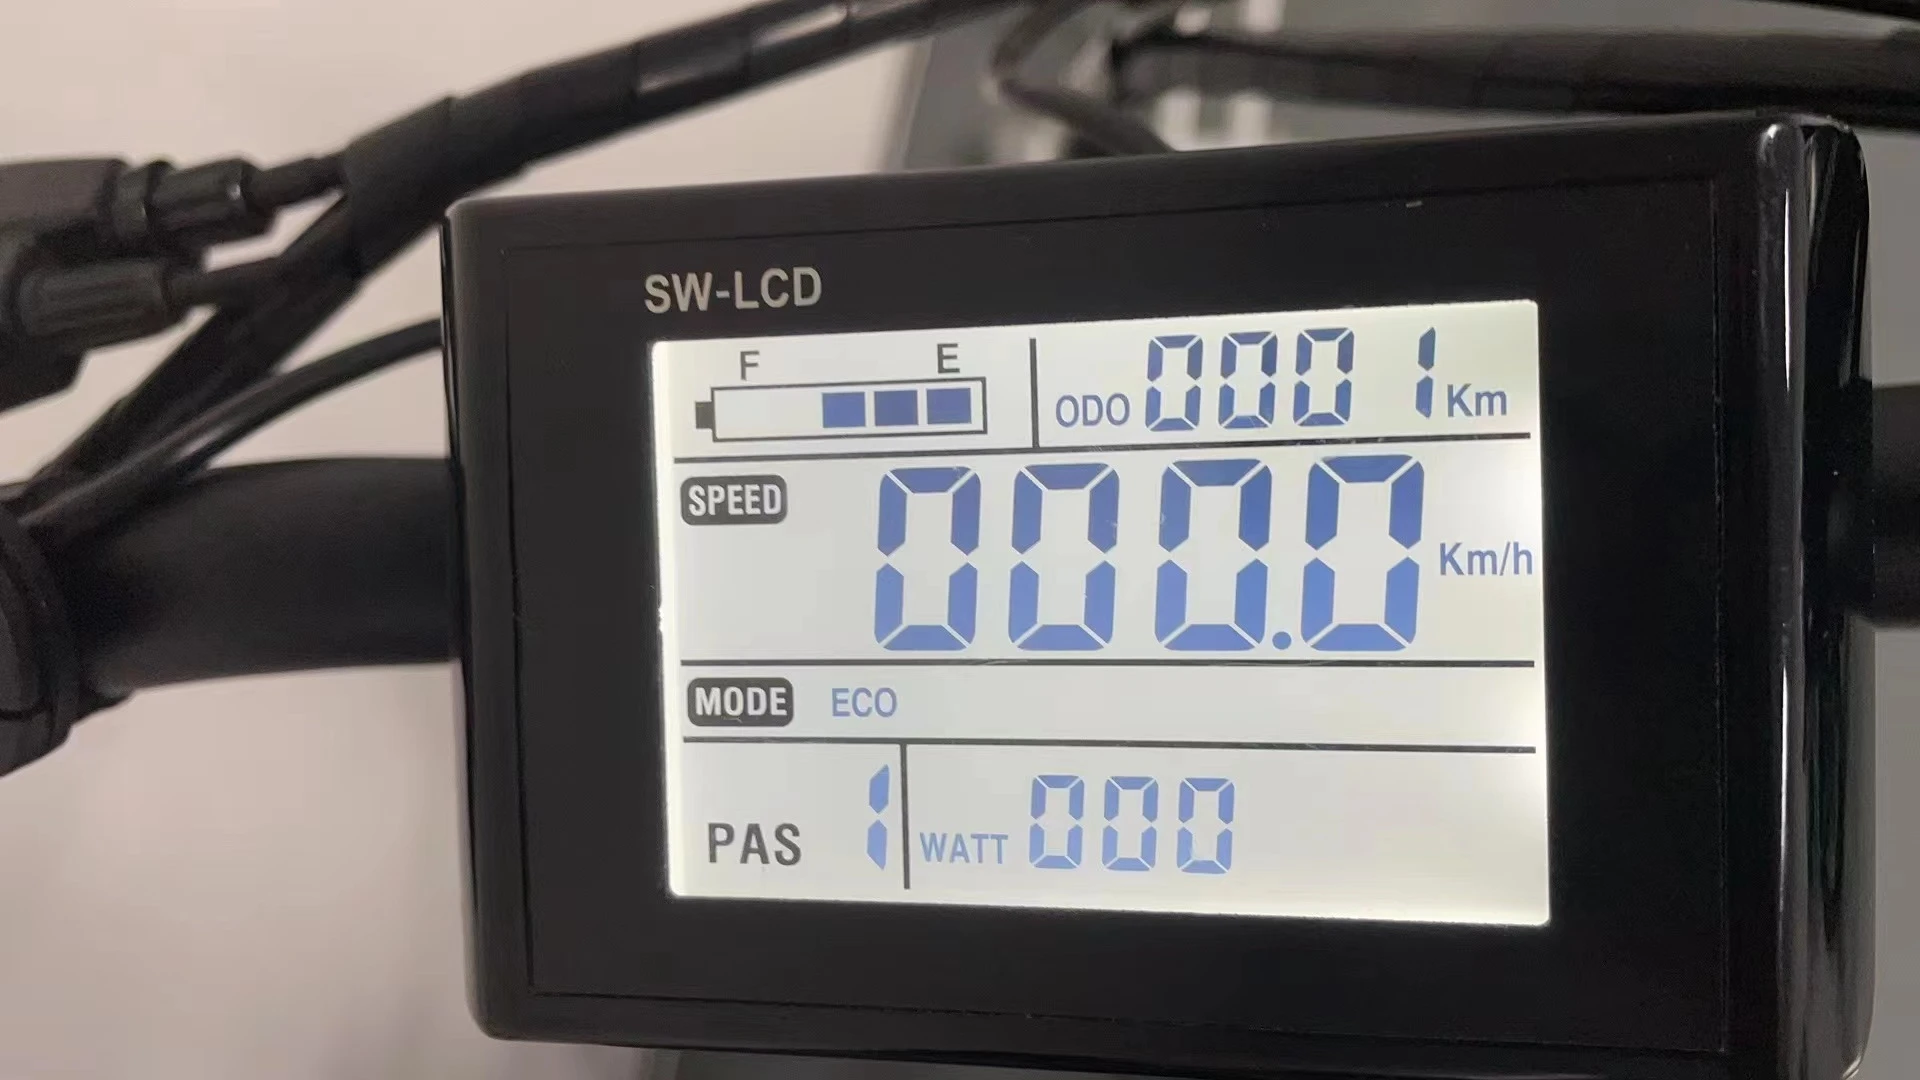 SW-LCD
F E
ODO 0001 Km
SPEED 000.0 Km/h
MODE ECO
PAS 1 WATT 000